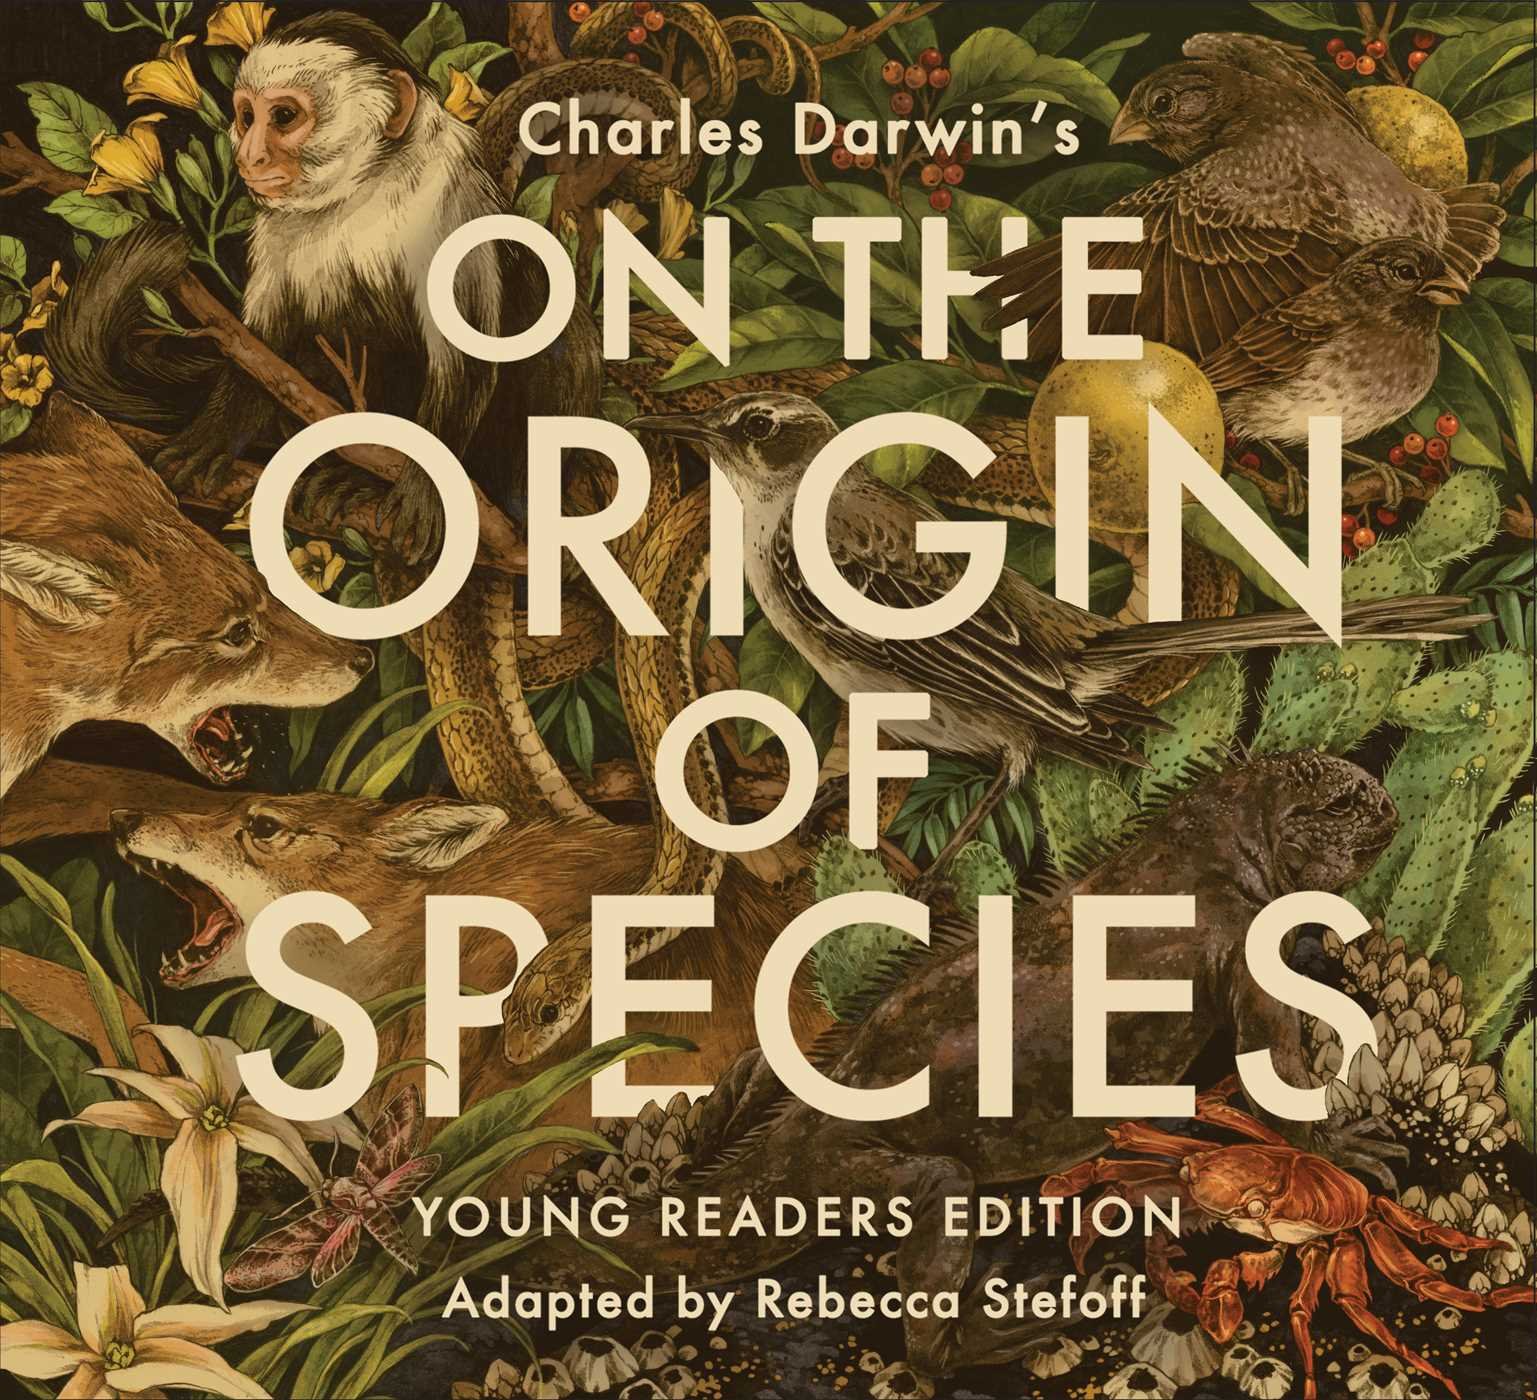 Charles Darwin's
ON THE
ORIGIN
OF
SPECIES
YOUNG READERS EDITION
Adapted by Rebecca Stefoff